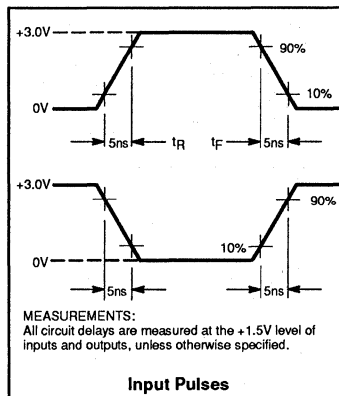 +3.0V
90%
10%
0V
5ns tR tF 5ns
+3.0V
90%
10%
0V
5ns 5ns
MEASUREMENTS:
All circuit delays are measured at the +1.5V level of
inputs and outputs, unless otherwise specified.
Input Pulses